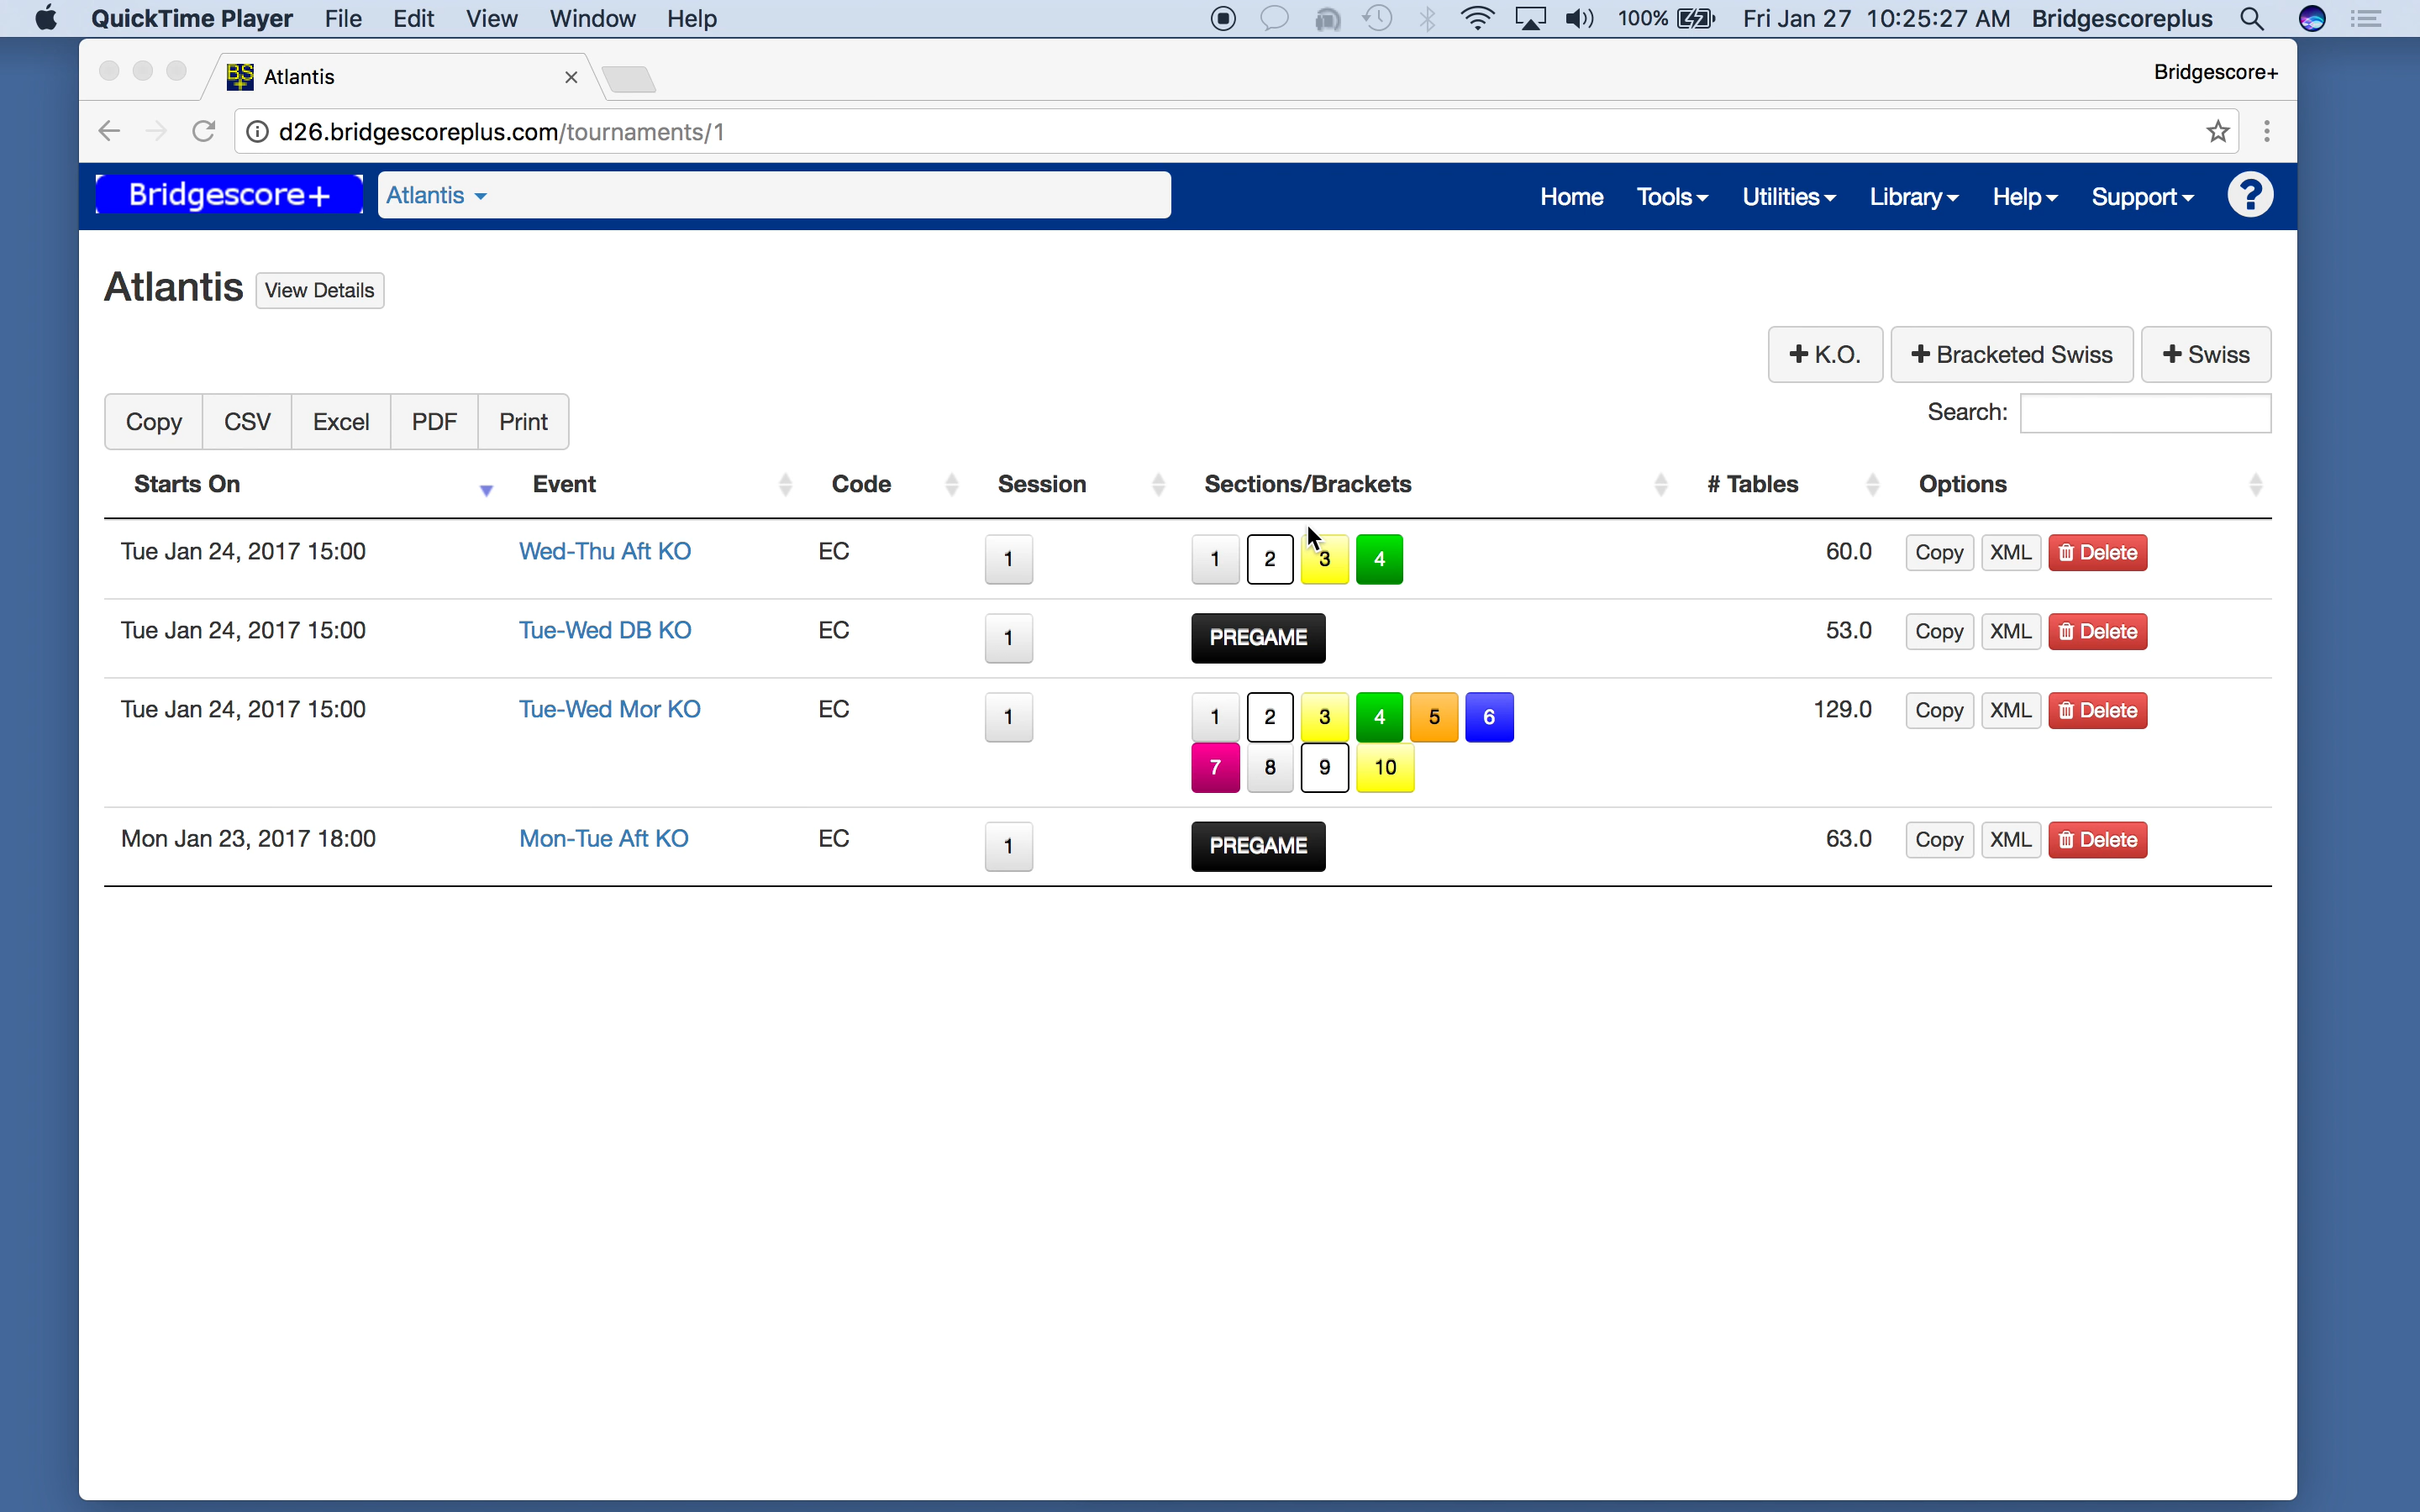 QuickTime Player File Edit View Window Help 100% Fri Jan 27 10:25:27 AM Bridgescoreplus
BS+ Atlantis Bridgescore+
d26.bridgescoreplus.com/tournaments/1
Bridgescore+ Atlantis Home Tools Utilities Library Help Support ?
Atlantis View Details
+ K.O. + Bracketed Swiss + Swiss
Copy CSV Excel PDF Print Search:
Starts On Event Code Session Sections/Brackets # Tables Options
Tue Jan 24, 2017 15:00 Wed-Thu Aft KO EC 1 1 2 3 4 60.0 Copy XML Delete
Tue Jan 24, 2017 15:00 Tue-Wed DB KO EC 1 PREGAME 53.0 Copy XML Delete
Tue Jan 24, 2017 15:00 Tue-Wed Mor KO EC 1 1 2 3 4 5 6 129.0 Copy XML Delete
7 8 9 10
Mon Jan 23, 2017 18:00 Mon-Tue Aft KO EC 1 PREGAME 63.0 Copy XML Delete